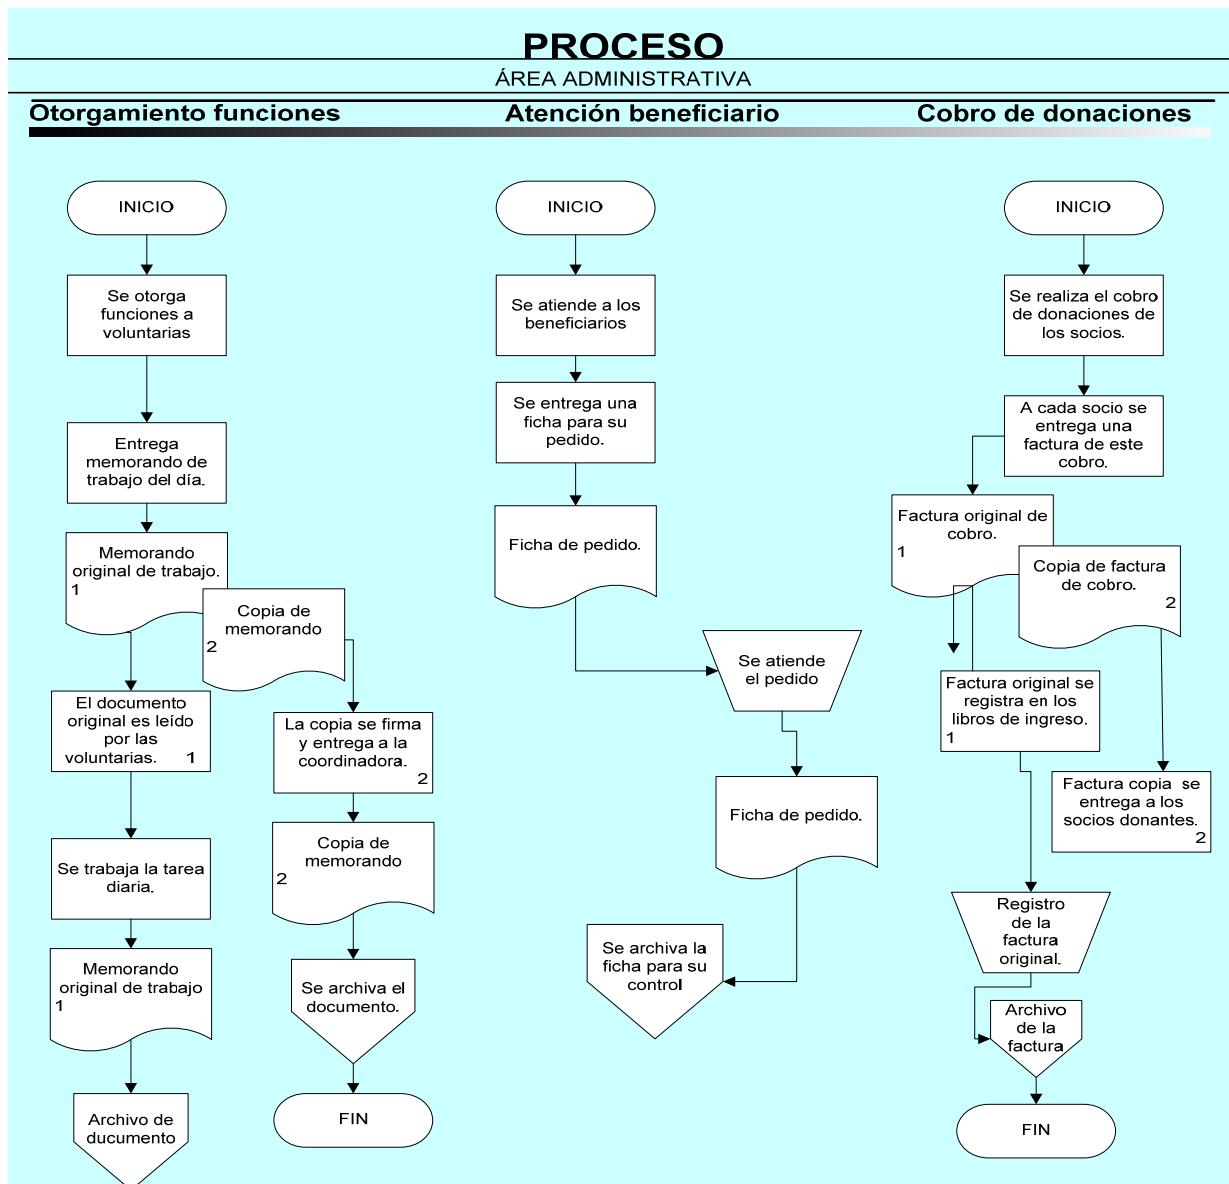 PROCESO
ÁREA ADMINISTRATIVA
Otorgamiento funciones
Atención beneficiario
Cobro de donaciones
INICIO
Se otorga
funciones a
voluntarias
Entrega
memorando de
trabajo del día.
Memorando
original de trabajo.
1
Copia de
memorando
2
El documento
original es leído
por las
voluntarias. 1
La copia se firma
y entrega a la
coordinadora.
2
Se trabaja la tarea
diaria.
Copia de
memorando
2
Memorando
original de trabajo
1
Se archiva el
documento.
Archivo de
ducumento
FIN
INICIO
Se atiende a los
beneficiarios
Se entrega una
ficha para su
pedido.
Ficha de pedido.
Se atiende
el pedido
Ficha de pedido.
Se archiva la
ficha para su
control
INICIO
Se realiza el cobro
de donaciones de
los socios.
A cada socio se
entrega una
factura de este
cobro.
Factura original de
cobro.
1
Copia de factura
de cobro.
2
Factura original se
registra en los
libros de ingreso.
1
Factura copia se
entrega a los
socios donantes.
2
Registro
de la
factura
original.
Archivo
de la
factura
FIN